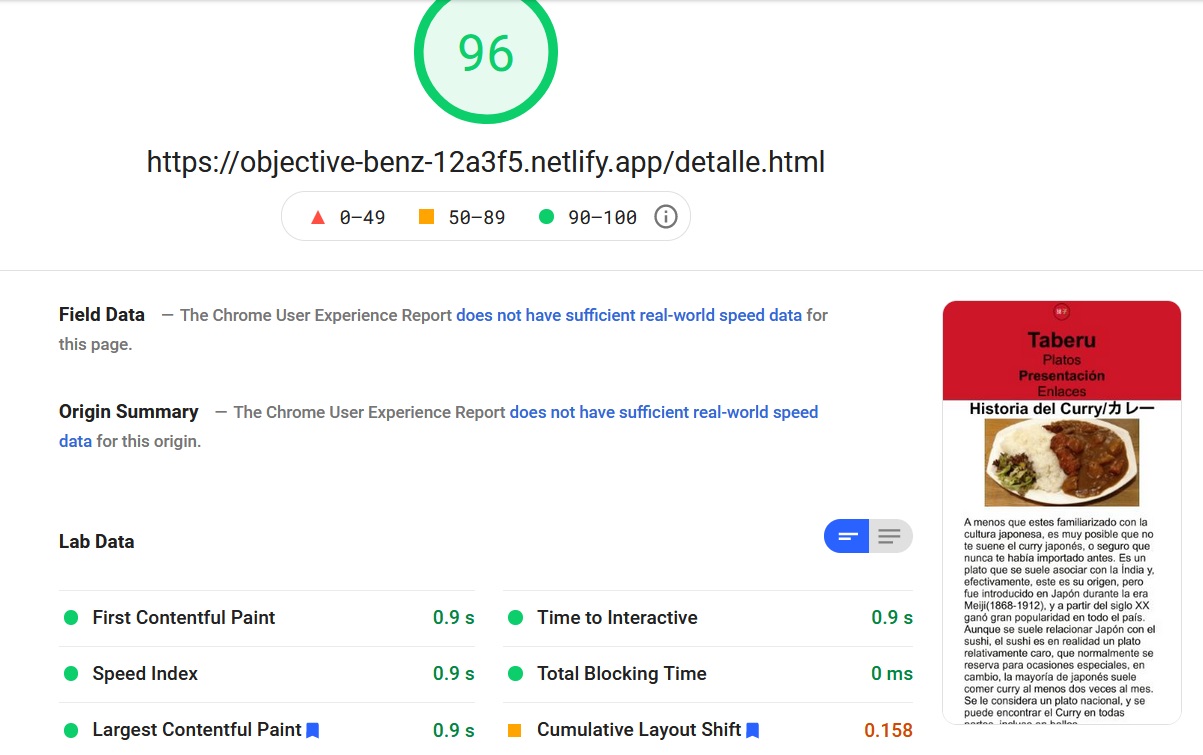 96
https://objective-benz-12a3f5.netlify.app/detalle.html
0–49 50–89 90–100
Field Data — The Chrome User Experience Report does not have sufficient real-world speed data for
this page.
Origin Summary — The Chrome User Experience Report does not have sufficient real-world speed
data for this origin.
Lab Data
First Contentful Paint 0.9 s
Time to Interactive 0.9 s
Speed Index 0.9 s
Total Blocking Time 0 ms
Largest Contentful Paint 0.9 s
Cumulative Layout Shift 0.158
Taberu
Platos
Presentación
Enlaces
Historia del Curry/カレー
A menos que estes familiarizado con la
cultura japonesa, es muy posible que no
te suene el curry japonés, o seguro que
nunca te había importado antes. Es un
plato que se suele asociar con la Índia y,
efectivamente, este es su origen, pero
fue introducido en Japón durante la era
Meiji(1868-1912), y a partir del siglo XX
ganó gran popularidad en todo el país.
Aunque se suele relacionar Japón con el
sushi, el sushi es en realidad un plato
relativamente caro, que normalmente se
reserva para ocasiones especiales, en
cambio, la mayoría de japonés suele
comer curry al menos dos veces al mes.
Se le considera un plato nacional, y se
puede encontrar el Curry en todas